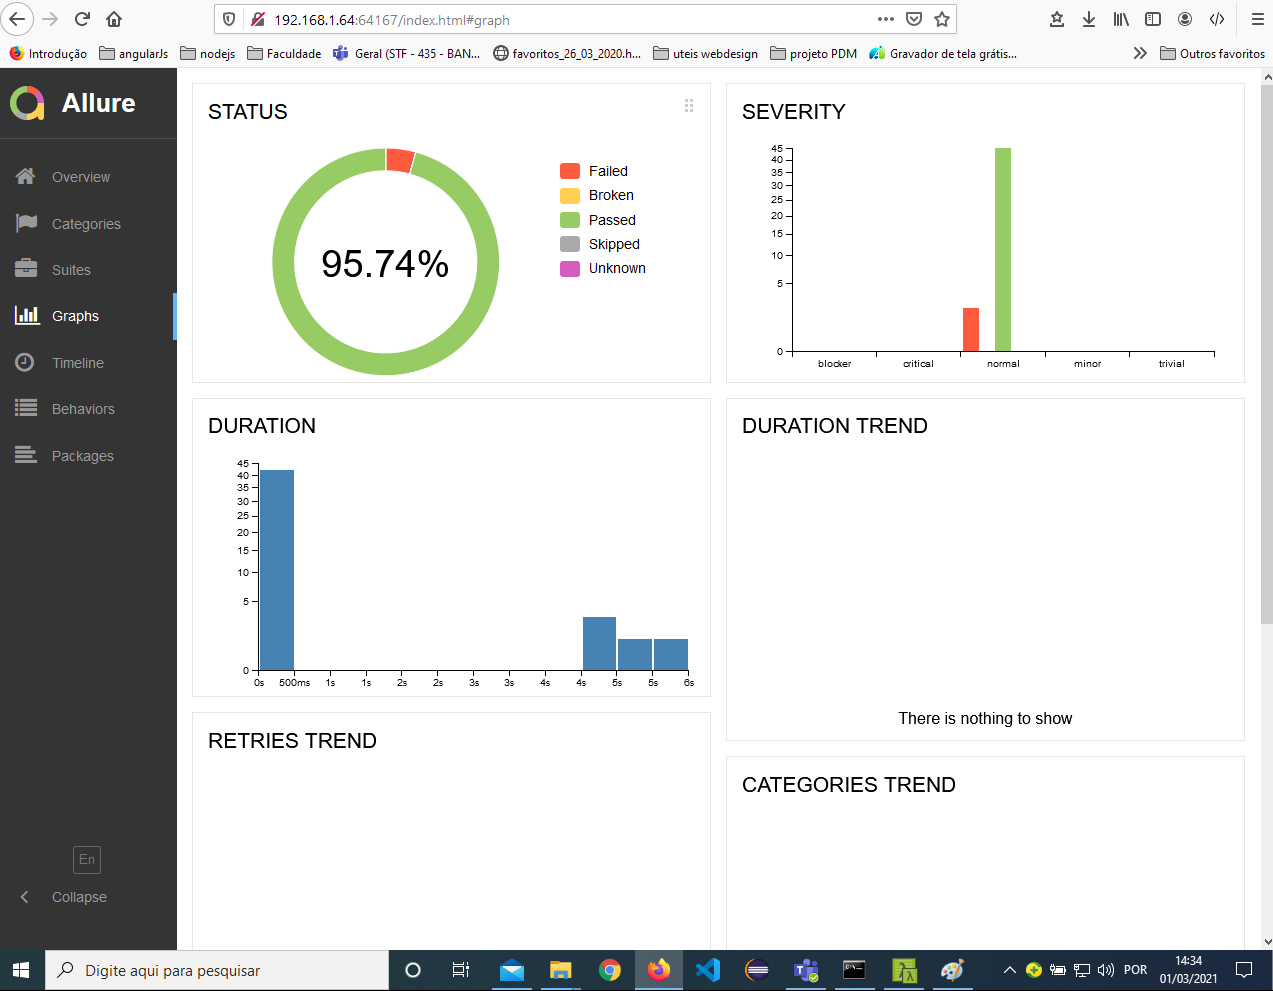 192.168.1.64:64167/index.html#graph
Introdução angularJs nodejs Faculdade Geral (STF - 435 - BAN... favoritos_26_03_2020.h... uteis webdesign projeto PDM Gravador de tela grátis... Outros favoritos
Allure
Overview
Categories
Suites
Graphs
Timeline
Behaviors
Packages
En
Collapse
STATUS
95.74%
Failed
Broken
Passed
Skipped
Unknown
SEVERITY
45
40
35
30
25
20
15
10
5
0
blocker critical normal minor trivial
DURATION
45
40
35
30
25
20
15
10
5
0
0s 500ms 1s 1s 2s 2s 3s 3s 4s 4s 5s 5s 6s
DURATION TREND
There is nothing to show
RETRIES TREND
CATEGORIES TREND
Digite aqui para pesquisar
POR
14:34
01/03/2021